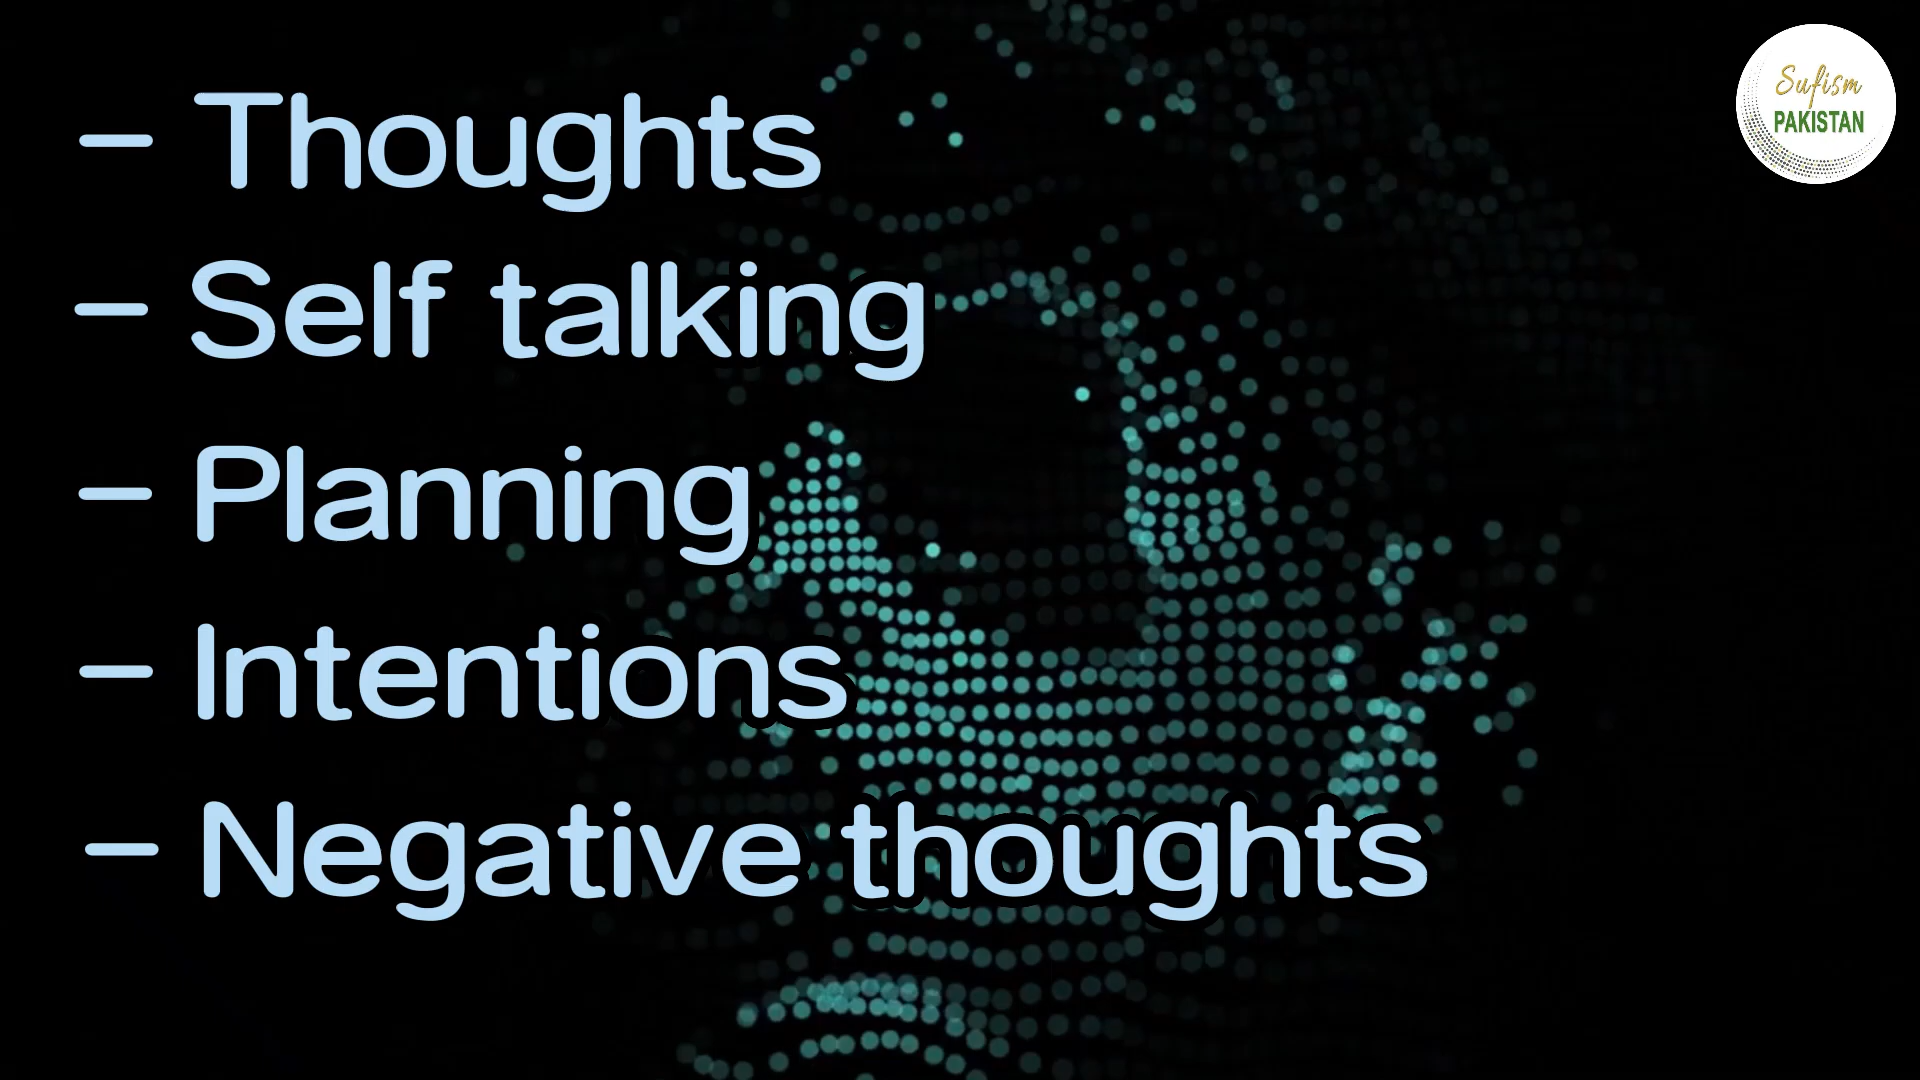 – Thoughts
– Self talking
– Planning
– Intentions
– Negative thoughts
Sufism
PAKISTAN